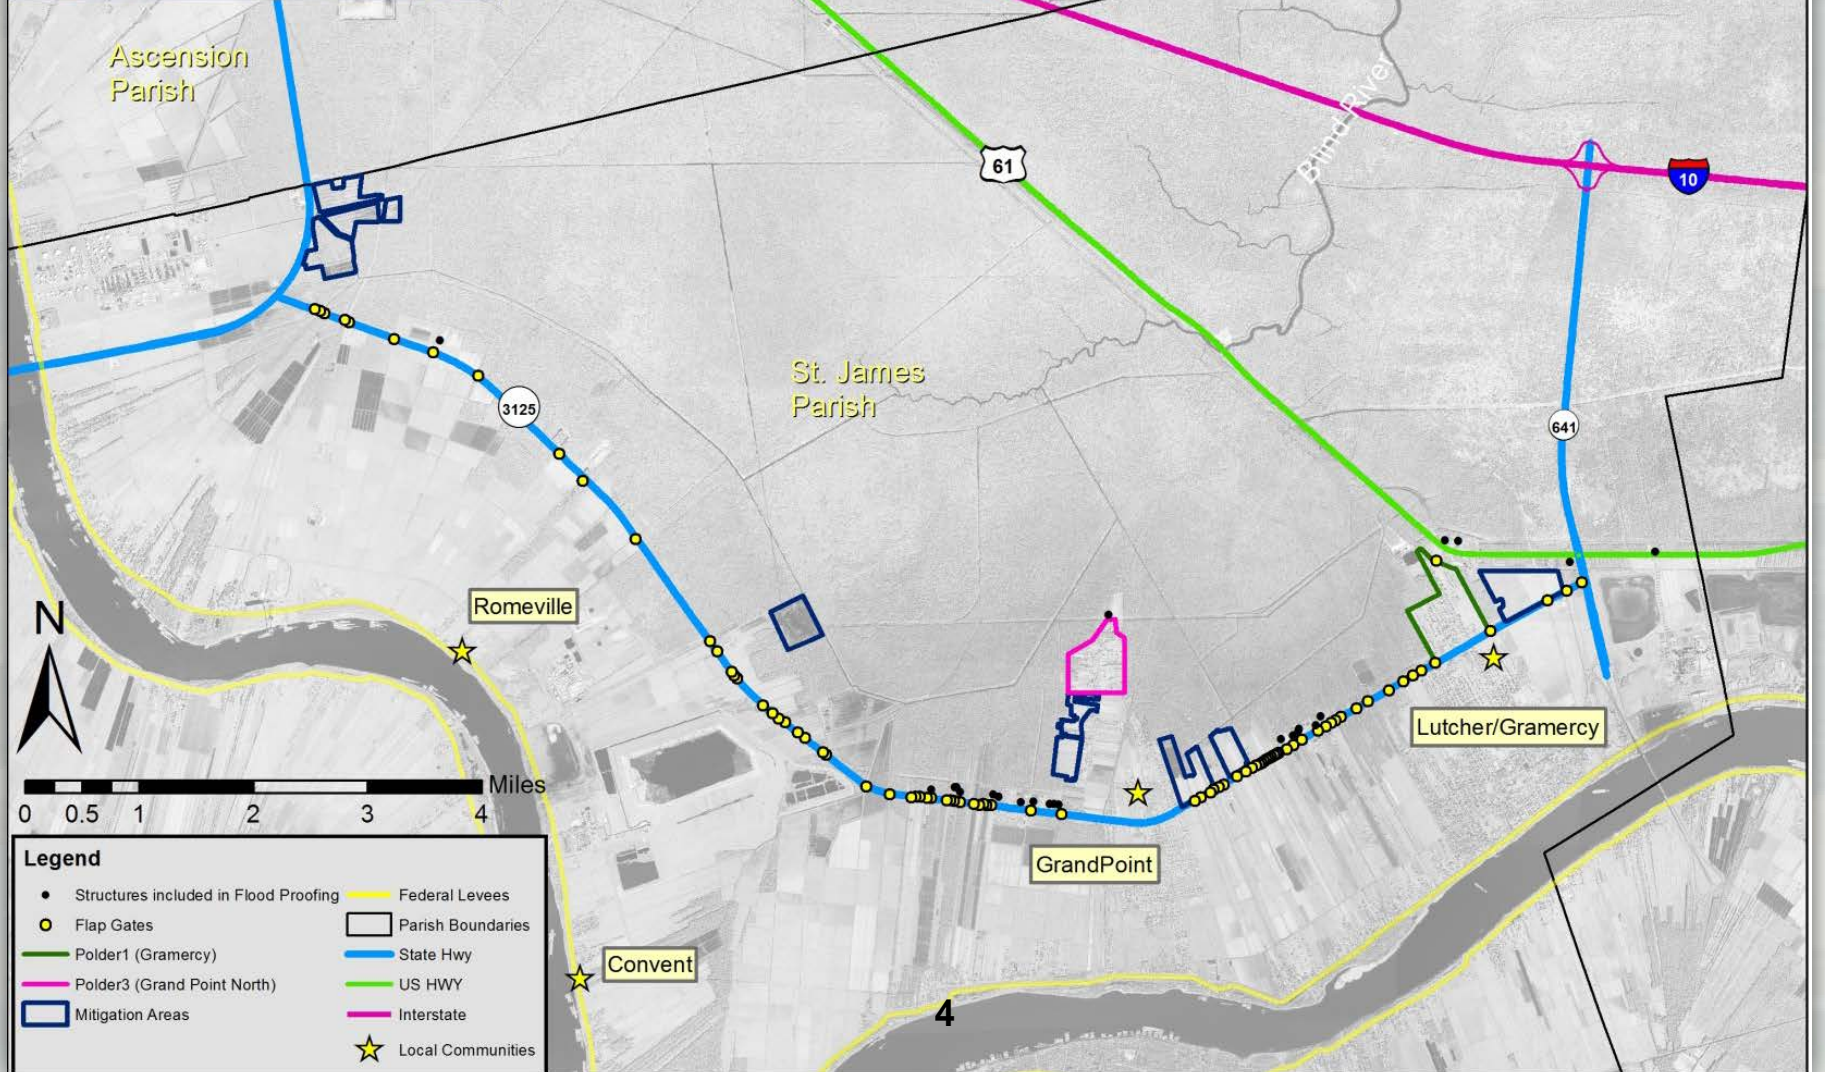 Ascension
Parish
Blind River
61
10
St. James
Parish
3125
641
Romeville
N
Lutcher/Gramercy
Miles
0 0.5 1 2 3 4
GrandPoint
Convent
4
Legend
Structures included in Flood Proofing
Flap Gates
Polder1 (Gramercy)
Polder3 (Grand Point North)
Mitigation Areas
Federal Levees
Parish Boundaries
State Hwy
US HWY
Interstate
Local Communities